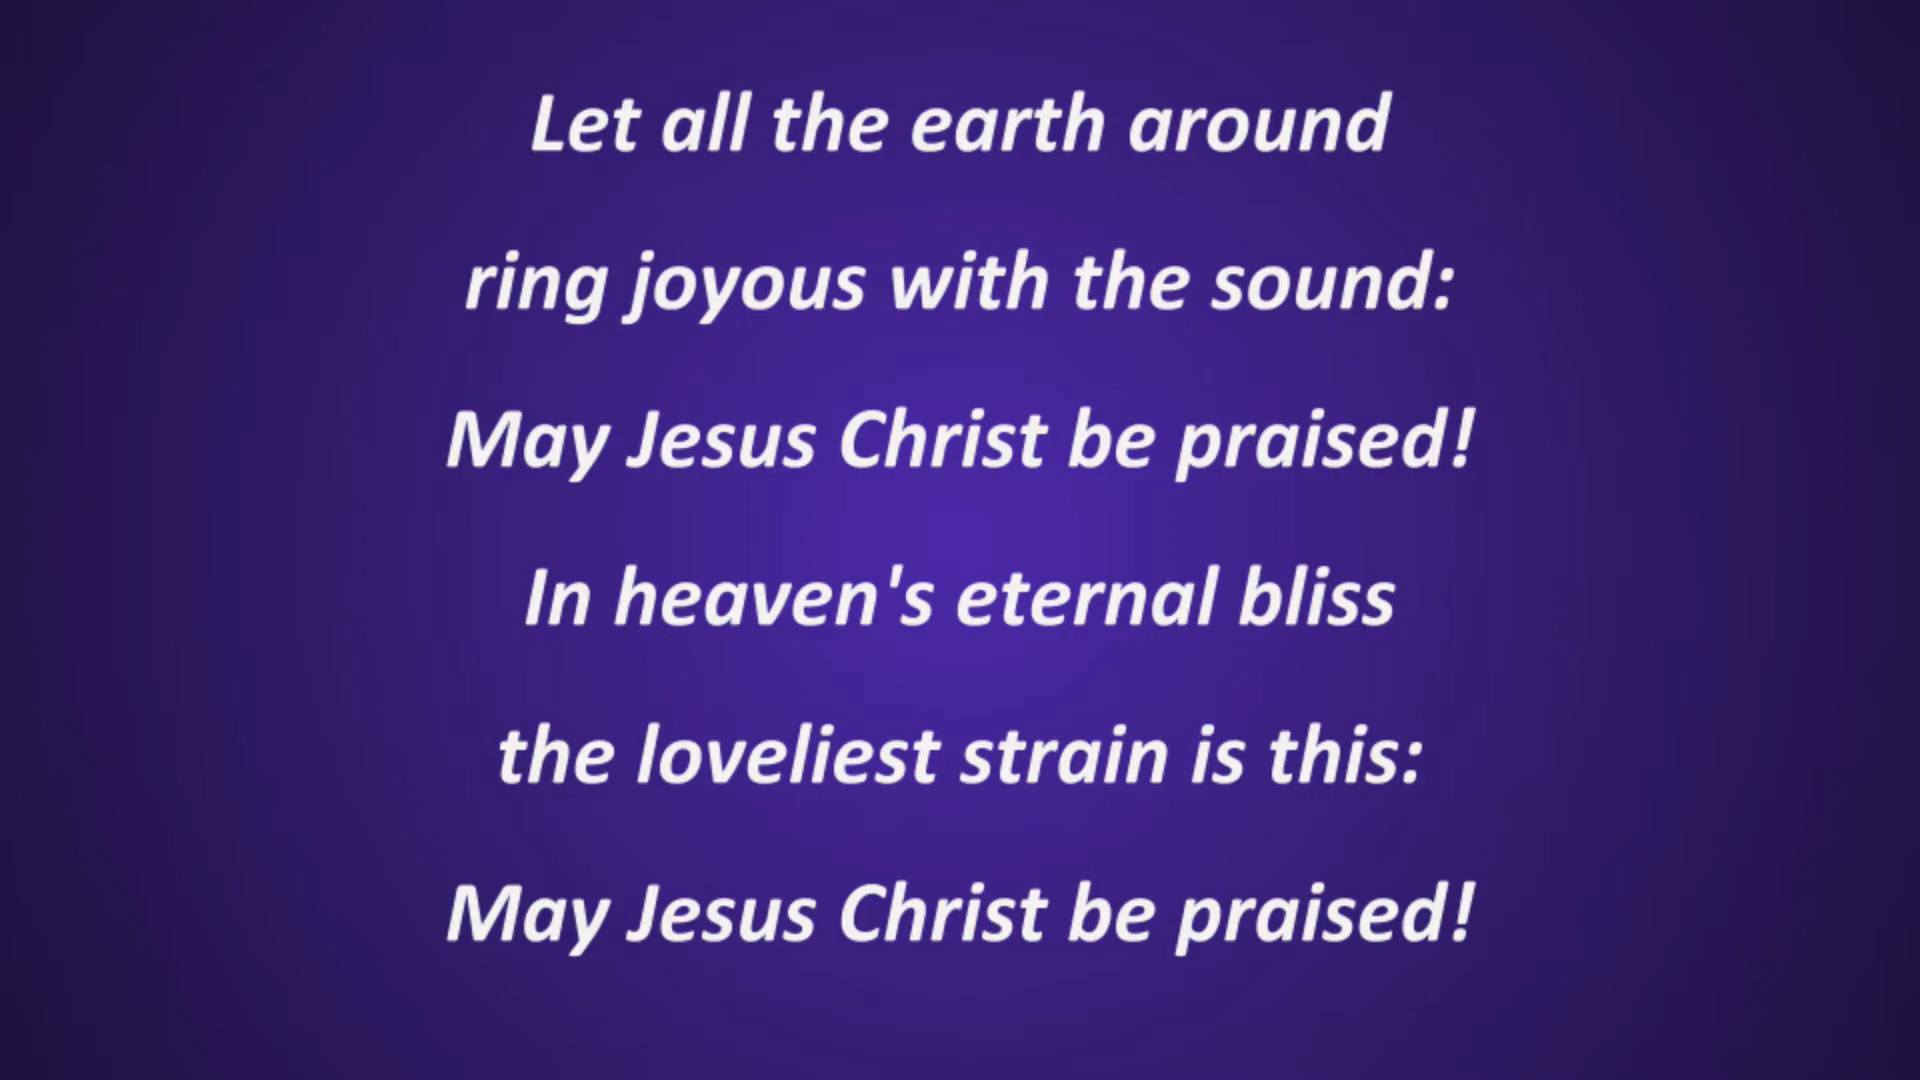 Let all the earth around
ring joyous with the sound:
May Jesus Christ be praised!
In heaven's eternal bliss
the loveliest strain is this:
May Jesus Christ be praised!